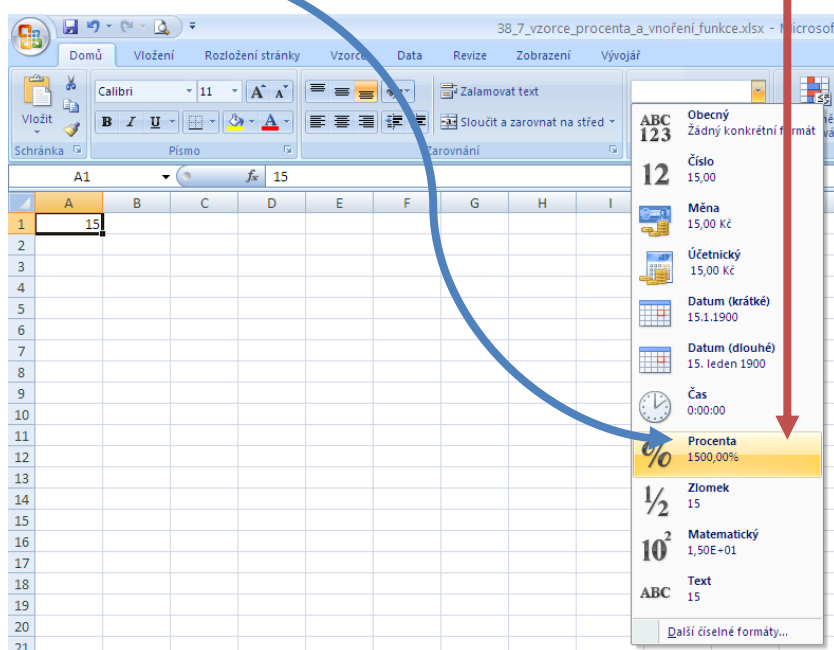 38_7_vzorce_procenta_a_vnoření_funkce.xlsx - Microsof
Domů Vložení Rozložení stránky Vzorce Data Revize Zobrazení Vývojář
Calibri 11 A A Zalamovat text
Vložit B I U A Sloučit a zarovnat na střed
Schránka Písmo Zarovnání
A1 fx 15
A B C D E F G H I
1 15
2
3
4
5
6
7
8
9
10
11
12
13
14
15
16
17
18
19
20
21
ABC 123 Obecný
Žádný konkrétní formát
12 Číslo
15,00
Měna
15,00 Kč
Účetnický
15,00 Kč
Datum (krátké)
15.1.1900
Datum (dlouhé)
15. leden 1900
Čas
0:00:00
% Procenta
1500,00%
1/2 Zlomek
15
10² Matematický
1,50E+01
ABC Text
15
Další číselné formáty...